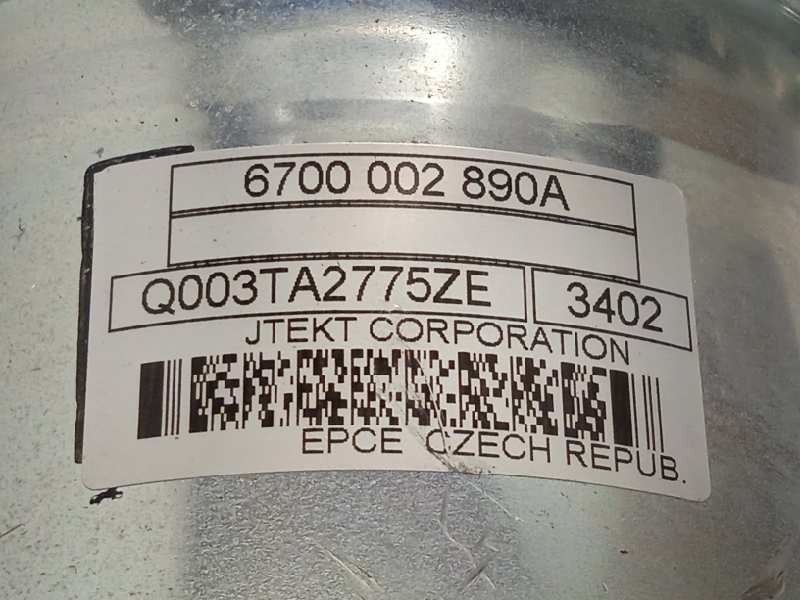 6700 002 890A
Q003TA2775ZE 3402
JTEKT CORPORATION
EPCE CZECH REPUB.